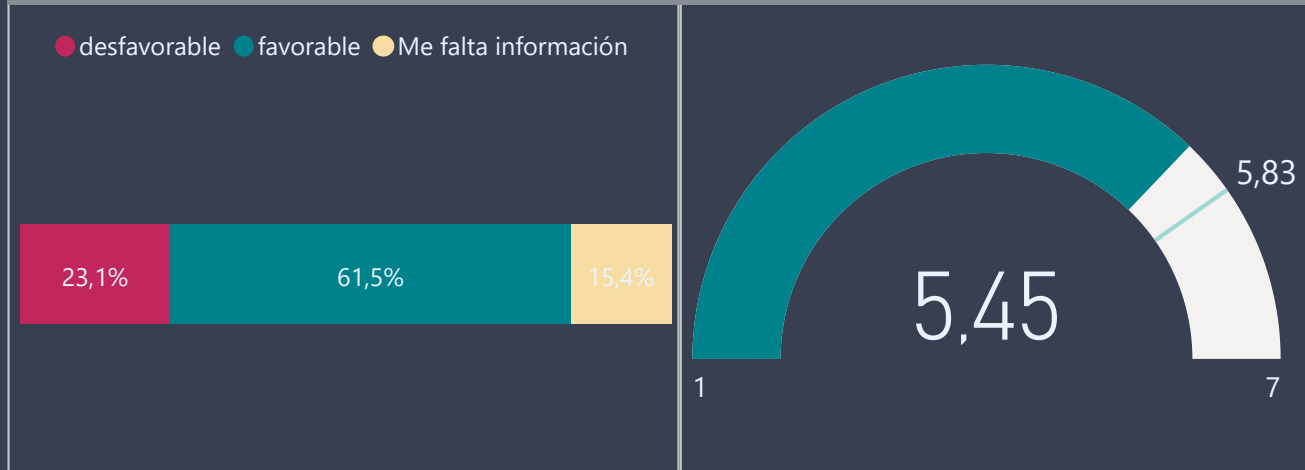 desfavorable favorable Me falta información
23,1% 61,5% 15,4%
5,83
5,45
1 7